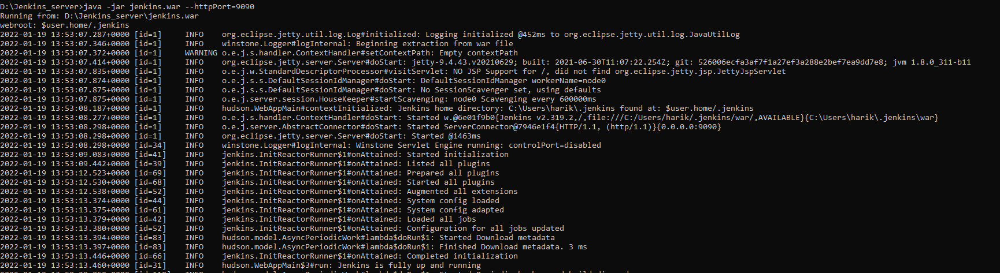 D:\Jenkins_server>java -jar jenkins.war --httpPort=9090
Running from: D:\Jenkins_server\jenkins.war
webroot: $user.home/.jenkins
2022-01-19 13:53:07.287+0000 [id=1] INFO org.eclipse.jetty.util.log.Log#initialized: Logging initialized @452ms to org.eclipse.jetty.util.log.JavaUtilLog
2022-01-19 13:53:07.346+0000 [id=1] INFO winstone.Logger#logInternal: Beginning extraction from war file
2022-01-19 13:53:07.372+0000 [id=1] WARNING o.e.j.s.handler.ContextHandler#setContextPath: Empty contextPath
2022-01-19 13:53:07.414+0000 [id=1] INFO org.eclipse.jetty.server.Server#doStart: jetty-9.4.43.v20210629; built: 2021-06-30T11:07:22.254Z; git: 526006ecfa3af7f1a27ef3a288e2bef7ea9dd7e8; jvm 1.8.0_311-b11
2022-01-19 13:53:07.835+0000 [id=1] INFO o.e.j.w.StandardDescriptorProcessor#visitServlet: NO JSP Support for /, did not find org.eclipse.jetty.jsp.JettyJspServlet
2022-01-19 13:53:07.874+0000 [id=1] INFO o.e.j.s.s.DefaultSessionIdManager#doStart: DefaultSessionIdManager workerName=node0
2022-01-19 13:53:07.875+0000 [id=1] INFO o.e.j.s.s.DefaultSessionIdManager#doStart: No SessionScavenger set, using defaults
2022-01-19 13:53:07.875+0000 [id=1] INFO o.e.j.server.session.HouseKeeper#startScavenging: node0 Scavenging every 600000ms
2022-01-19 13:53:08.187+0000 [id=1] INFO hudson.WebAppMain#contextInitialized: Jenkins home directory: C:\Users\harik\.jenkins found at: $user.home/.jenkins
2022-01-19 13:53:08.277+0000 [id=1] INFO o.e.j.s.handler.ContextHandler#doStart: Started w.@6e01f9b0{Jenkins v2.319.2,/,file:///C:/Users/harik/.jenkins/war/,AVAILABLE}{C:\Users\harik\.jenkins\war}
2022-01-19 13:53:08.298+0000 [id=1] INFO o.e.j.server.AbstractConnector#doStart: Started ServerConnector@7946e1f4{HTTP/1.1, (http/1.1)}{0.0.0.0:9090}
2022-01-19 13:53:08.298+0000 [id=1] INFO org.eclipse.jetty.server.Server#doStart: Started @1463ms
2022-01-19 13:53:08.298+0000 [id=34] INFO winstone.Logger#logInternal: Winstone Servlet Engine running: controlPort=disabled
2022-01-19 13:53:09.083+0000 [id=41] INFO jenkins.InitReactorRunner$1#onAttained: Started initialization
2022-01-19 13:53:09.442+0000 [id=39] INFO jenkins.InitReactorRunner$1#onAttained: Listed all plugins
2022-01-19 13:53:12.523+0000 [id=69] INFO jenkins.InitReactorRunner$1#onAttained: Prepared all plugins
2022-01-19 13:53:12.530+0000 [id=68] INFO jenkins.InitReactorRunner$1#onAttained: Started all plugins
2022-01-19 13:53:12.538+0000 [id=52] INFO jenkins.InitReactorRunner$1#onAttained: Augmented all extensions
2022-01-19 13:53:13.374+0000 [id=44] INFO jenkins.InitReactorRunner$1#onAttained: System config loaded
2022-01-19 13:53:13.375+0000 [id=61] INFO jenkins.InitReactorRunner$1#onAttained: System config adapted
2022-01-19 13:53:13.379+0000 [id=42] INFO jenkins.InitReactorRunner$1#onAttained: Loaded all jobs
2022-01-19 13:53:13.380+0000 [id=52] INFO jenkins.InitReactorRunner$1#onAttained: Configuration for all jobs updated
2022-01-19 13:53:13.394+0000 [id=83] INFO hudson.model.AsyncPeriodicWork#lambda$doRun$1: Started Download metadata
2022-01-19 13:53:13.397+0000 [id=83] INFO hudson.model.AsyncPeriodicWork#lambda$doRun$1: Finished Download metadata. 3 ms
2022-01-19 13:53:13.446+0000 [id=66] INFO jenkins.InitReactorRunner$1#onAttained: Completed initialization
2022-01-19 13:53:13.460+0000 [id=31] INFO hudson.WebAppMain$3#run: Jenkins is fully up and running